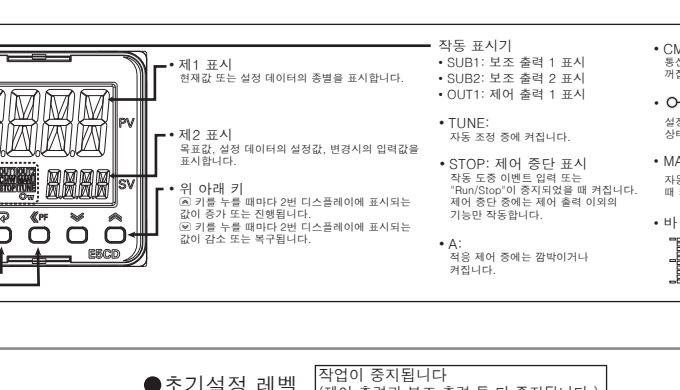 • 제1 표시
현재값 또는 설정 데이터의 종별을 표시합니다.
PV
• 제2 표시
목표값, 설정 데이터의 설정값, 변경시의 입력값을
표시합니다.
SV
• 위 아래 키
키를 누를 때마다 2번 디스플레이에 표시되는
값이 증가 또는 진행됩니다.
키를 누를 때마다 2번 디스플레이에 표시되는
값이 감소 또는 복구됩니다.
PF
E5CD
작동 표시기
• SUB1: 보조 출력 1 표시
• SUB2: 보조 출력 2 표시
• OUT1: 제어 출력 1 표시
• TUNE:
자동 조정 중에 켜집니다.
• STOP: 제어 중단 표시
작동 도중 이벤트 입력 또는
"Run/Stop"이 중지되었을 때 켜집니다.
제어 중단 중에는 제어 출력 이외의
기능만 작동합니다.
• A:
적응 제어 중에는 깜박이거나
켜집니다.
• CM
통신
꺼집
•
설정
상태
• MA
자동
때
• 바
●초기설정 레벨
작업이 중지됩니다